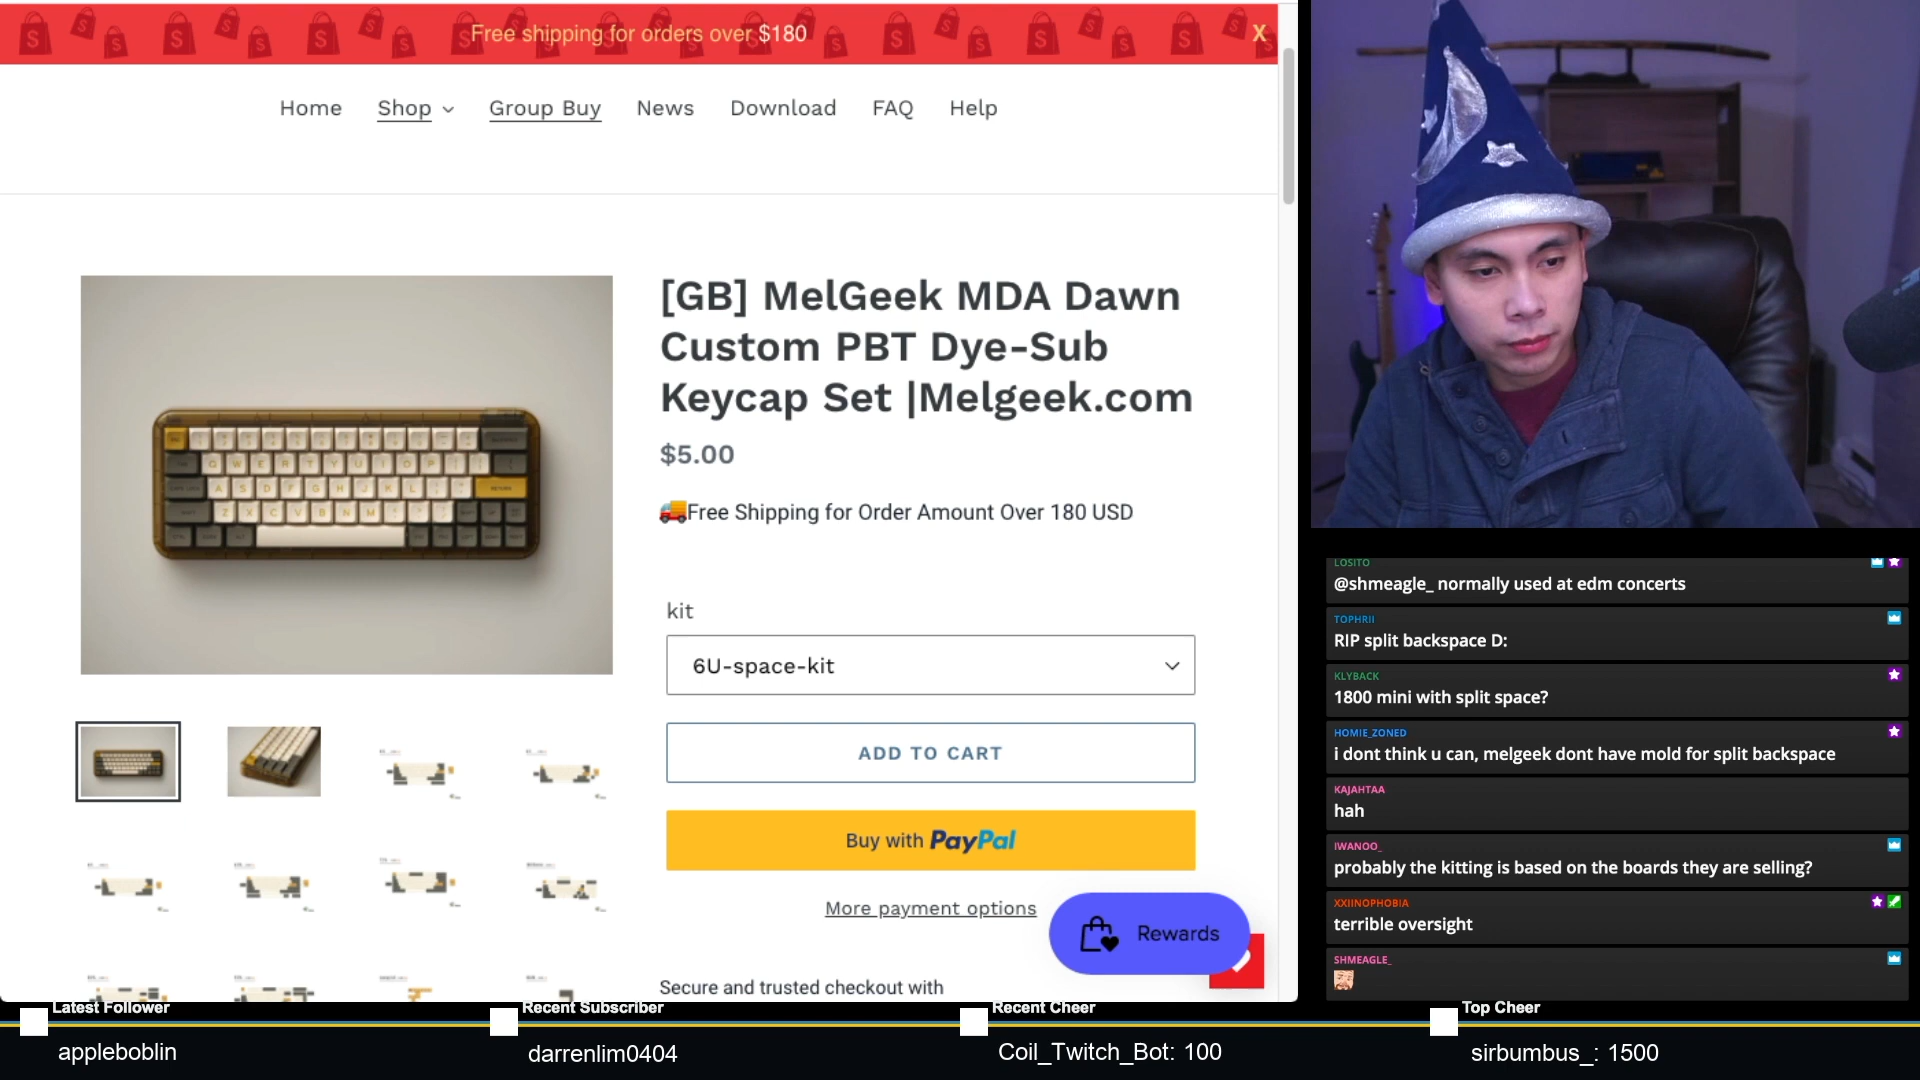 Free shipping for orders over $180
X
Home Shop Group Buy News Download FAQ Help
[GB] MelGeek MDA Dawn
Custom PBT Dye-Sub
Keycap Set |Melgeek.com
$5.00
🚚Free Shipping for Order Amount Over 180 USD
kit
6U-space-kit
ADD TO CART
Buy with PayPal
More payment options
Rewards
Secure and trusted checkout with
LOSITO
@shmeagle_ normally used at edm concerts
TOPHRII
RIP split backspace D:
KLYBACK
1800 mini with split space?
HOMIE_ZONED
i dont think u can, melgeek dont have mold for split backspace
KAJAHTAA
hah
IWANOO_
probably the kitting is based on the boards they are selling?
XXIINOPHOBIA
terrible oversight
SHMEAGLE_
Latest Follower
appleboblin
Recent Subscriber
darrenlim0404
Recent Cheer
Coil_Twitch_Bot: 100
Top Cheer
sirbumbus_: 1500